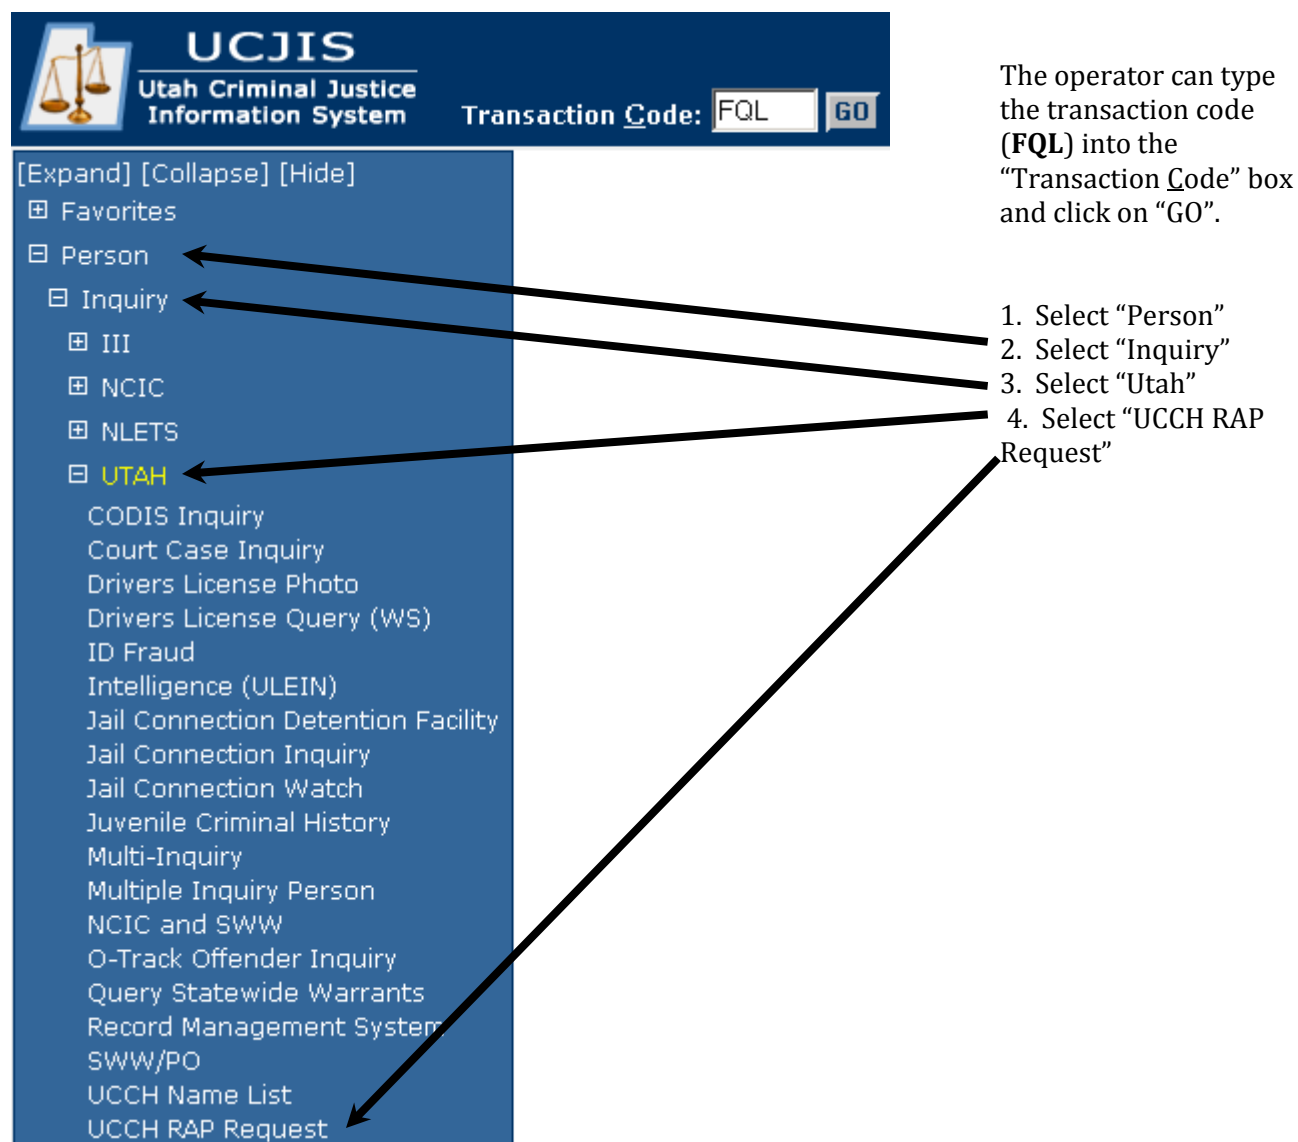 UCJIS
Utah Criminal Justice
Information System
Transaction Code: FQL GO
[Expand] [Collapse] [Hide]
Favorites
Person
Inquiry
III
NCIC
NLETS
UTAH
CODIS Inquiry
Court Case Inquiry
Drivers License Photo
Drivers License Query (WS)
ID Fraud
Intelligence (ULEIN)
Jail Connection Detention Facility
Jail Connection Inquiry
Jail Connection Watch
Juvenile Criminal History
Multi-Inquiry
Multiple Inquiry Person
NCIC and SWW
O-Track Offender Inquiry
Query Statewide Warrants
Record Management System
SWW/PO
UCCH Name List
UCCH RAP Request
The operator can type
the transaction code
(FQL) into the
“Transaction Code” box
and click on “GO”.
1. Select “Person”
2. Select “Inquiry”
3. Select “Utah”
4. Select “UCCH RAP
Request”